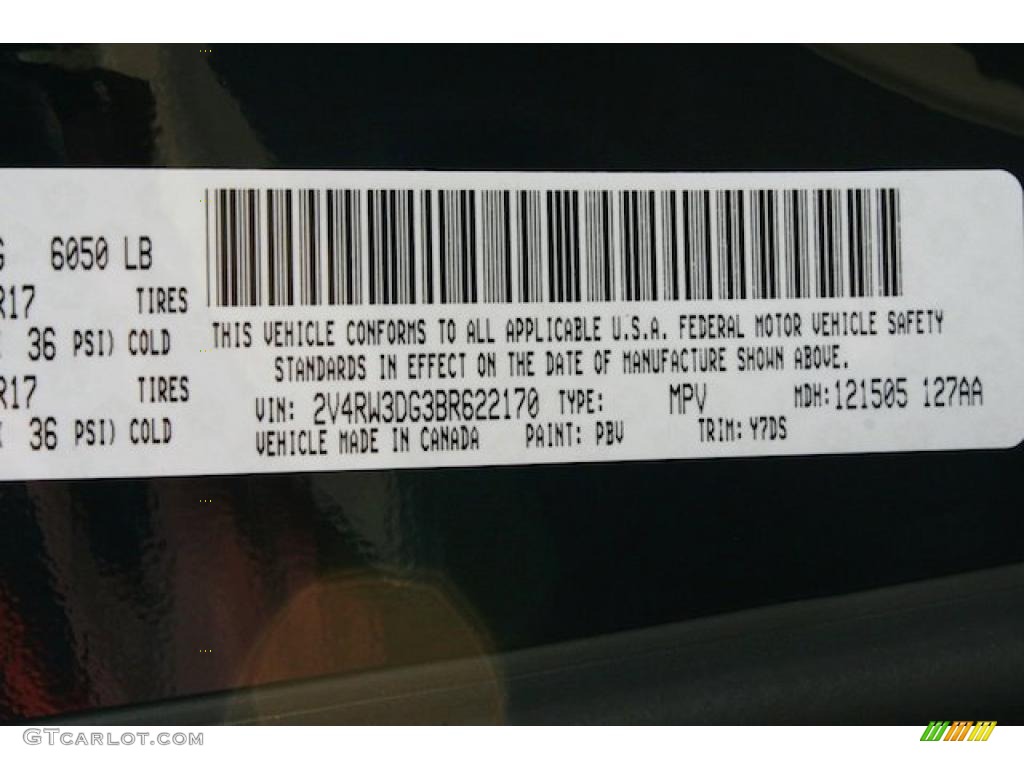 6050 LB
R17 TIRES
36 PSI) COLD
R17 TIRES
36 PSI) COLD
THIS VEHICLE CONFORMS TO ALL APPLICABLE U.S.A. FEDERAL MOTOR VEHICLE SAFETY
STANDARDS IN EFFECT ON THE DATE OF MANUFACTURE SHOWN ABOVE.
VIN: 2V4RW3DG3BR622170 TYPE: MPV MDH: 121505 127AA
VEHICLE MADE IN CANADA PAINT: PBV TRIM: Y7DS
GTCARLOT.COM